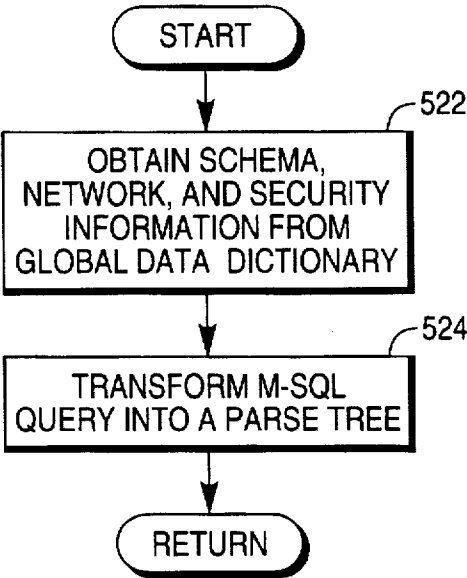 START
522
OBTAIN SCHEMA,
NETWORK, AND SECURITY
INFORMATION FROM
GLOBAL DATA DICTIONARY
524
TRANSFORM M-SQL
QUERY INTO A PARSE TREE
RETURN